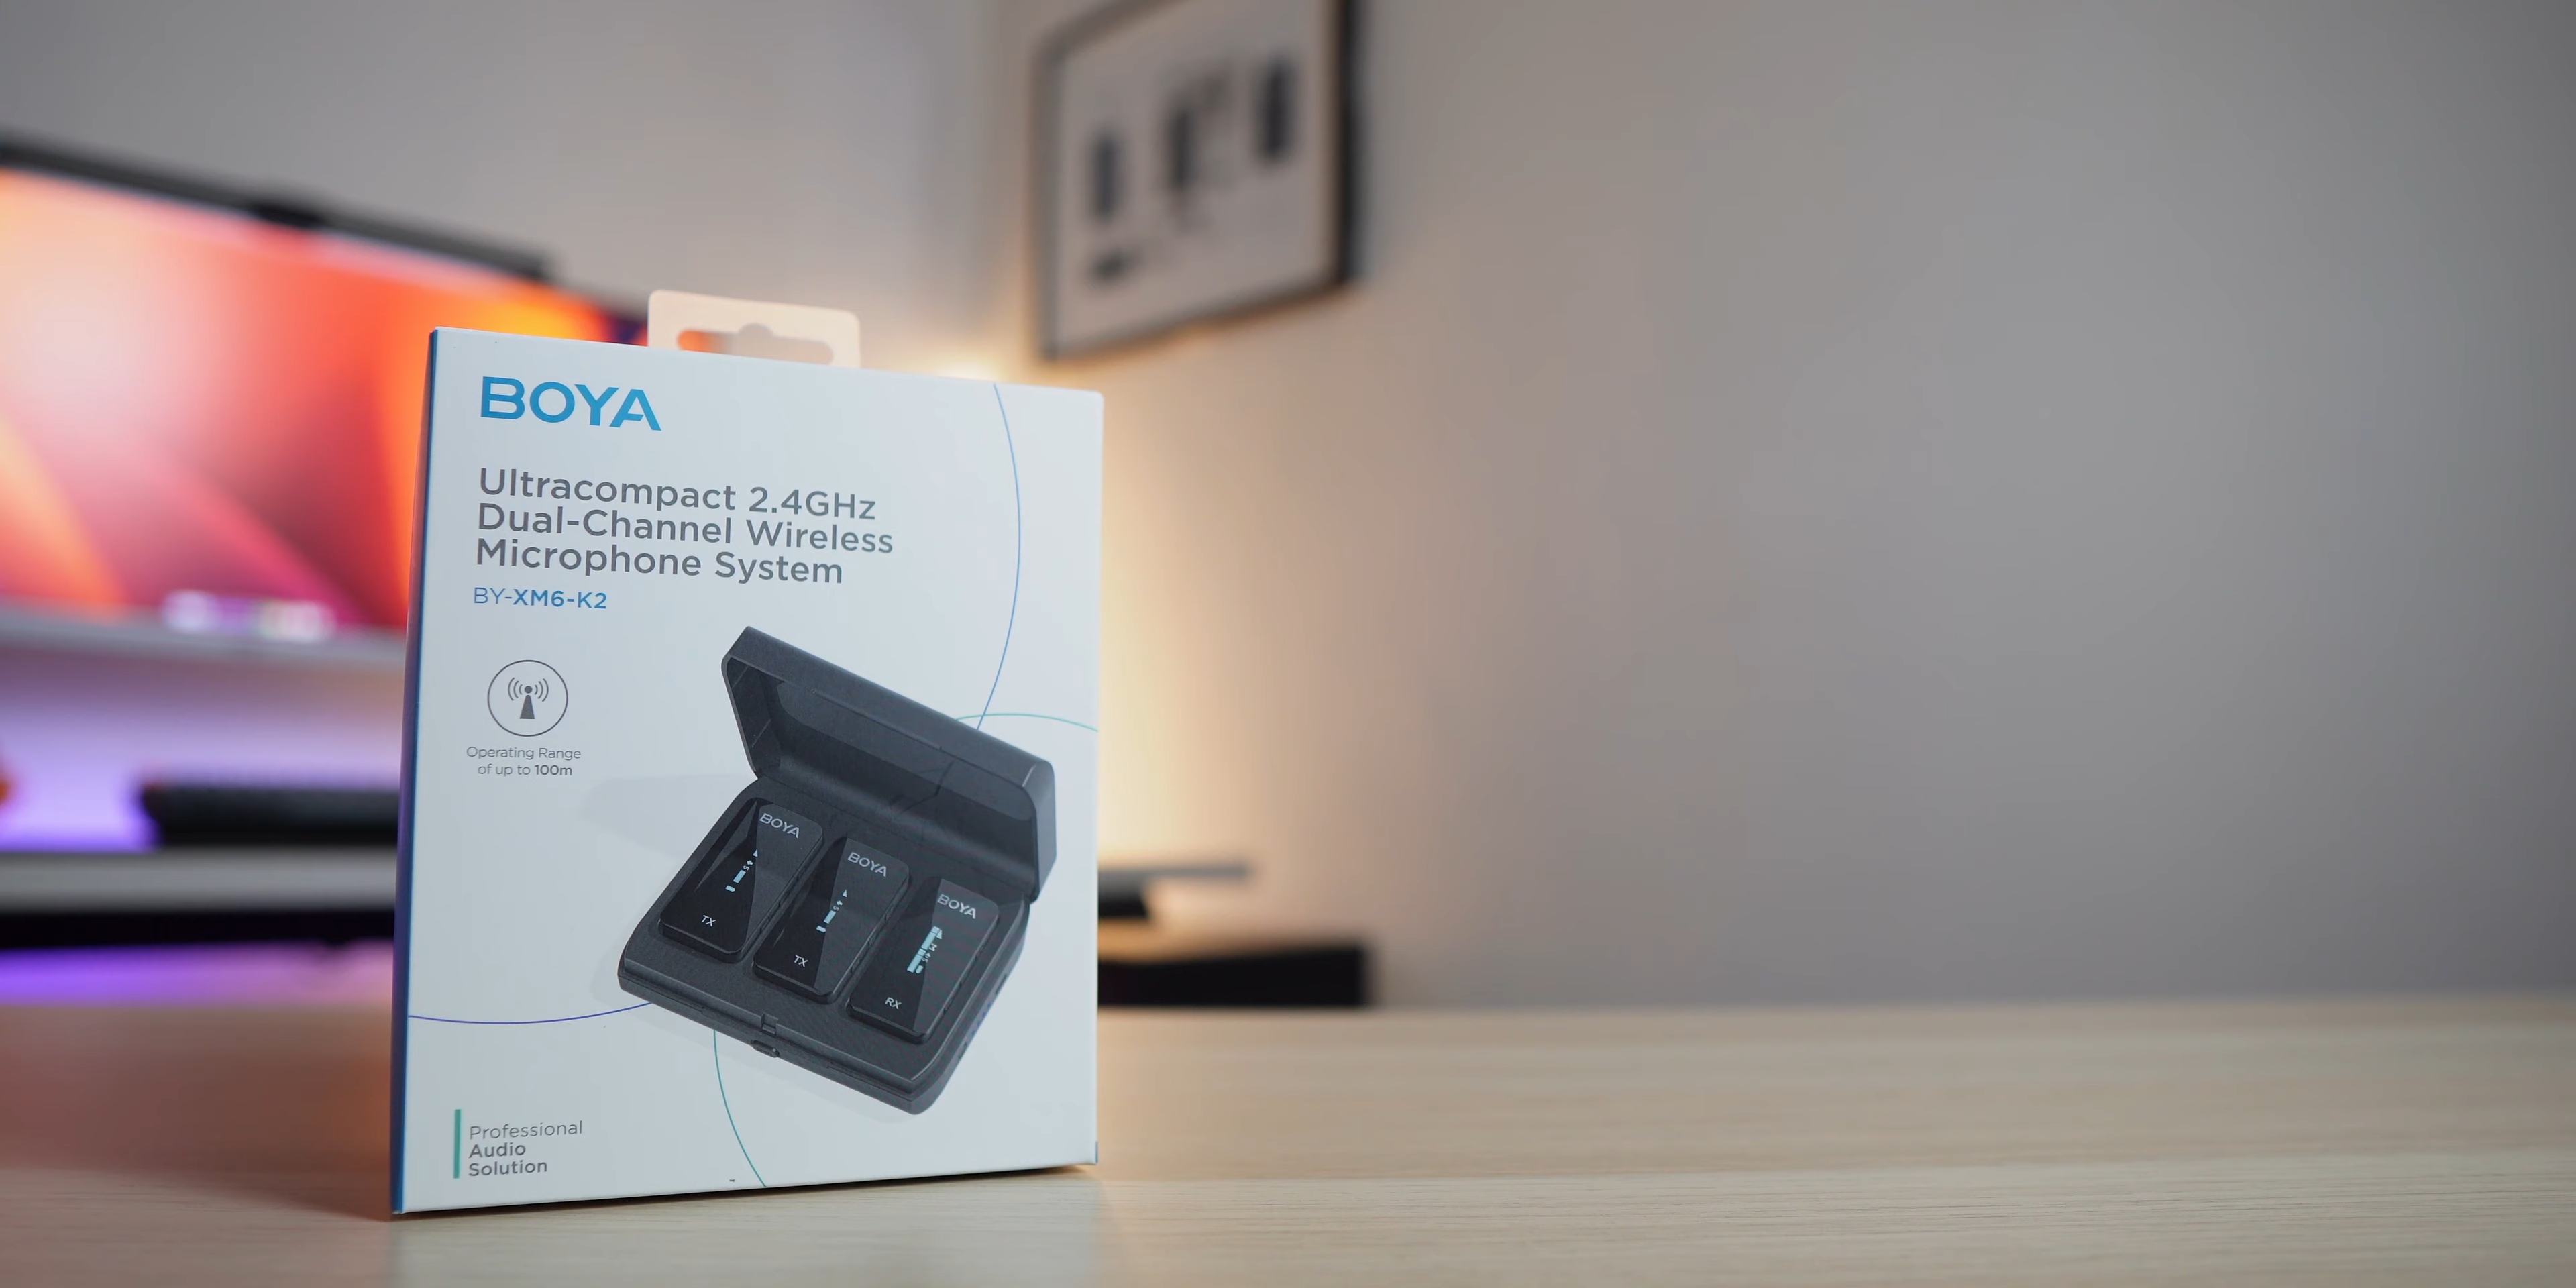 BOYA
Ultracompact 2.4GHz
Dual-Channel Wireless
Microphone System
BY-XM6-K2
Operating Range
of up to 100m
BOYA
TX
BOYA
TX
BOYA
RX
Professional
Audio
Solution